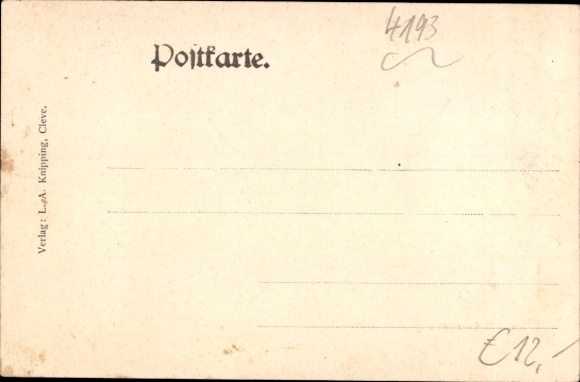 4193
Postkarte.
Verlag: L. A. Knipping, Cleve.
€ 12,-